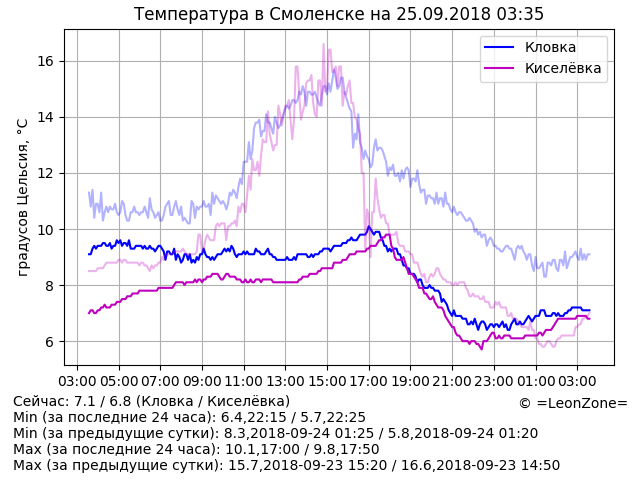 Температура в Смоленске на 25.09.2018 03:35
Кловка
Киселёвка
градусов Цельсия, °C
16
14
12
10
8
6
03:00 05:00 07:00 09:00 11:00 13:00 15:00 17:00 19:00 21:00 23:00 01:00 03:00
Сейчас: 7.1 / 6.8 (Кловка / Киселёвка)
© =LeonZone=
Min (за последние 24 часа): 6.4,22:15 / 5.7,22:25
Min (за предыдущие сутки): 8.3,2018-09-24 01:25 / 5.8,2018-09-24 01:20
Max (за последние 24 часа): 10.1,17:00 / 9.8,17:50
Max (за предыдущие сутки): 15.7,2018-09-23 15:20 / 16.6,2018-09-23 14:50